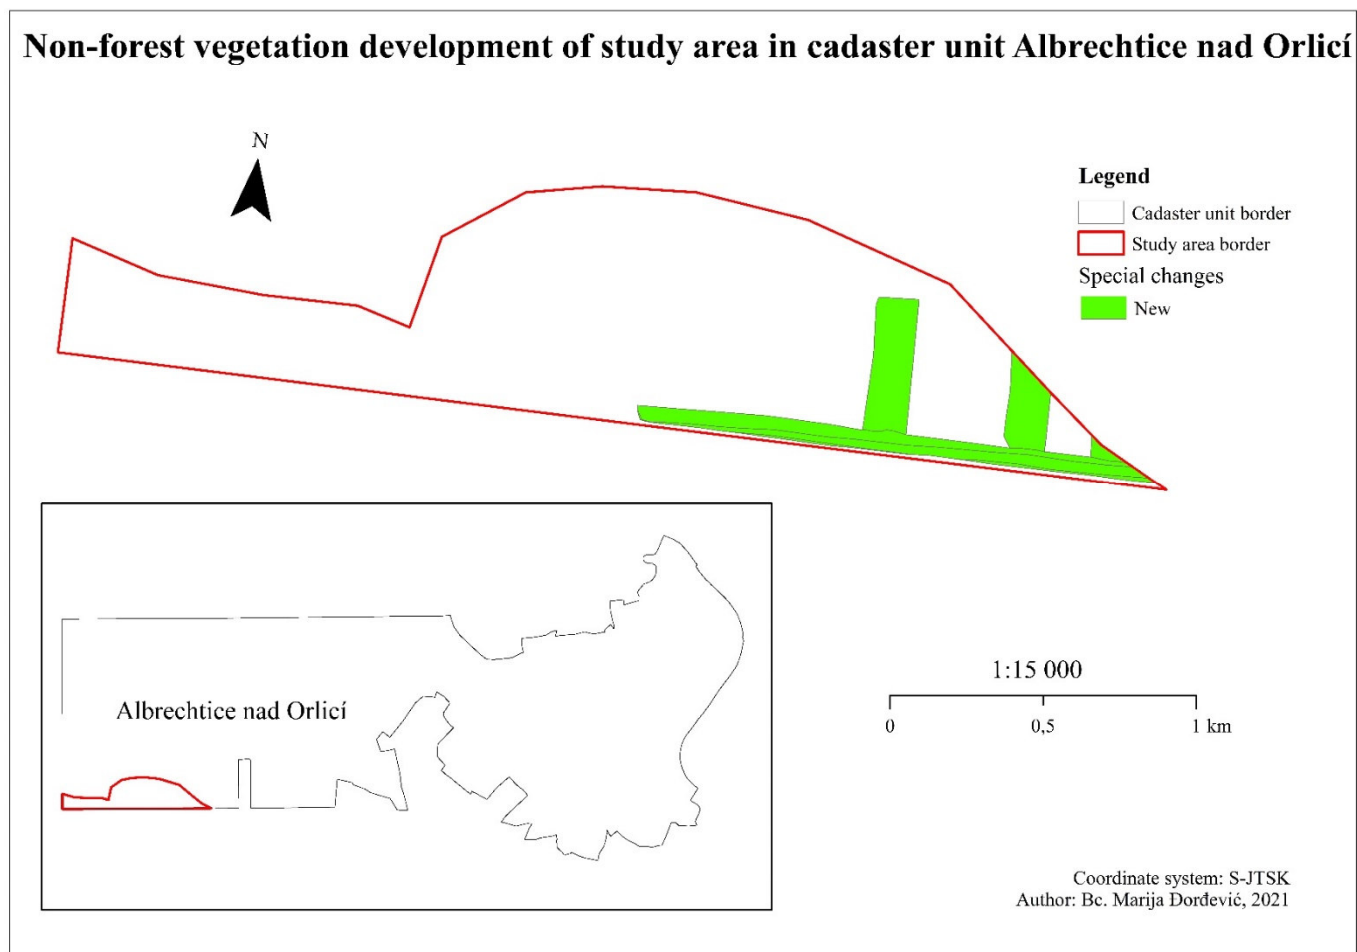 Non-forest vegetation development of study area in cadaster unit Albrechtice nad Orlicí
N
Legend
Cadaster unit border
Study area border
Special changes
New
Albrechtice nad Orlicí
1:15 000
0 0,5 1 km
Coordinate system: S-JTSK
Author: Bc. Marija Đorđević, 2021